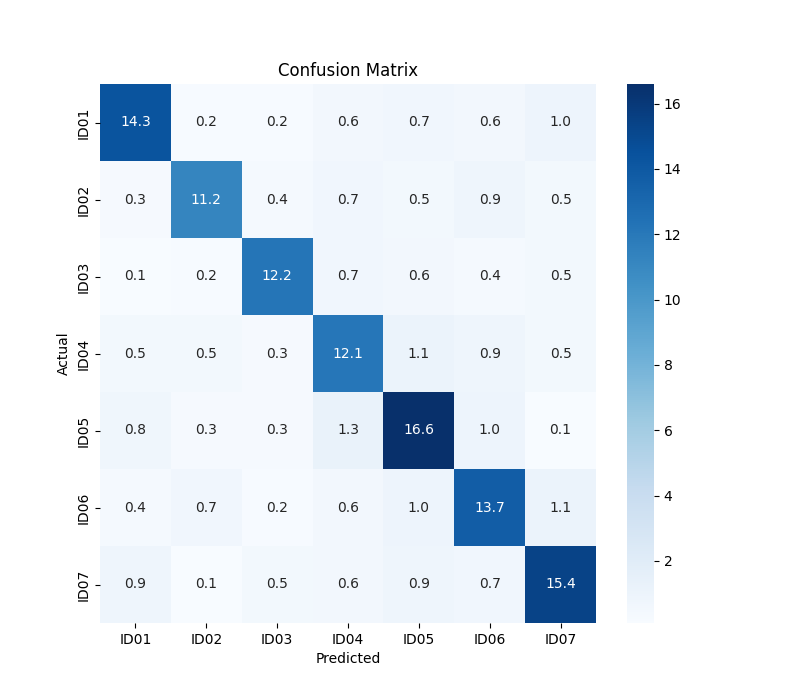 Confusion Matrix
ID01 14.3 0.2 0.2 0.6 0.7 0.6 1.0
ID02 0.3 11.2 0.4 0.7 0.5 0.9 0.5
ID03 0.1 0.2 12.2 0.7 0.6 0.4 0.5
ID04 0.5 0.5 0.3 12.1 1.1 0.9 0.5
ID05 0.8 0.3 0.3 1.3 16.6 1.0 0.1
ID06 0.4 0.7 0.2 0.6 1.0 13.7 1.1
ID07 0.9 0.1 0.5 0.6 0.9 0.7 15.4
ID01 ID02 ID03 ID04 ID05 ID06 ID07
Predicted
Actual
16
14
12
10
8
6
4
2